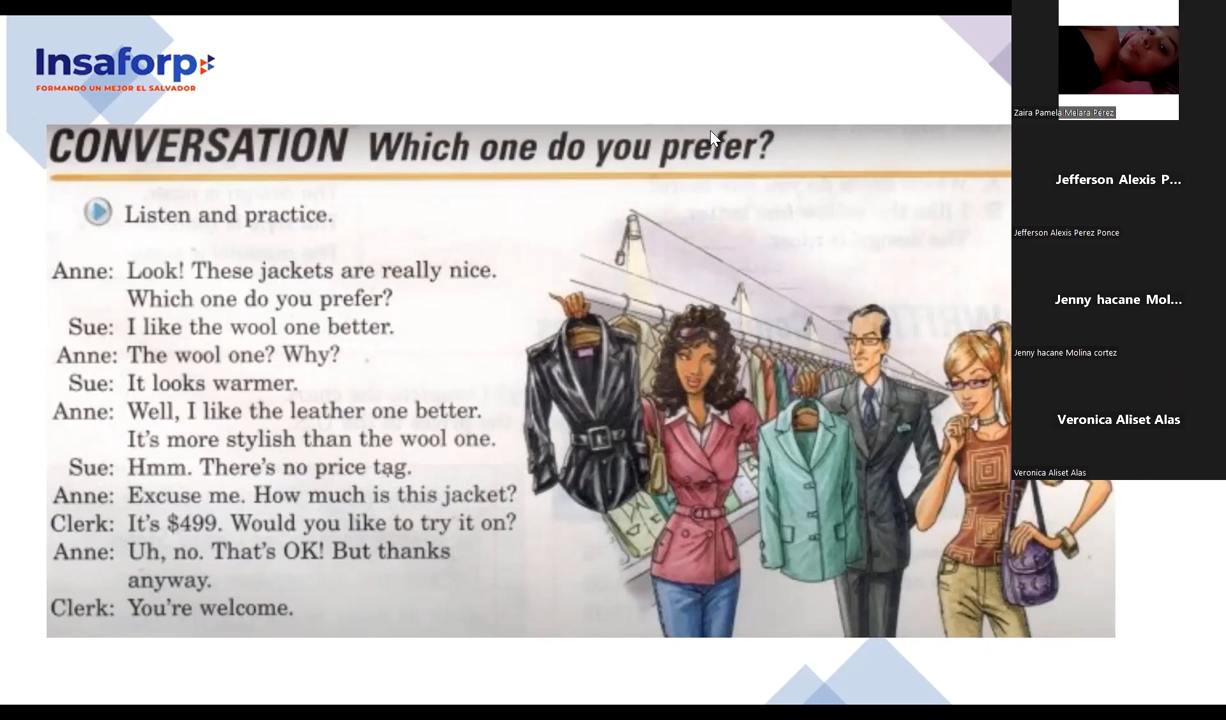 Insaforp
FORMANDO UN MEJOR EL SALVADOR
CONVERSATION Which one do you prefer?
Listen and practice.
Anne: Look! These jackets are really nice.
Which one do you prefer?
Sue: I like the wool one better.
Anne: The wool one? Why?
Sue: It looks warmer.
Anne: Well, I like the leather one better.
It's more stylish than the wool one.
Sue: Hmm. There's no price tag.
Anne: Excuse me. How much is this jacket?
Clerk: It's $499. Would you like to try it on?
Anne: Uh, no. That's OK! But thanks
anyway.
Clerk: You're welcome.
Zaira Pamela Melara Pérez
Jefferson Alexis P...
Jefferson Alexis Perez Ponce
Jenny hacane Mol...
Jenny hacane Molina cortez
Veronica Aliset Alas
Veronica Aliset Alas